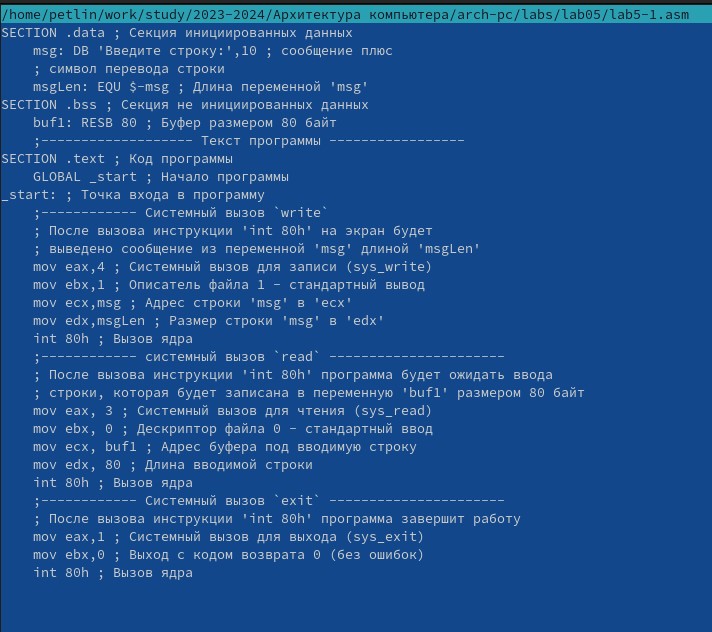 /home/petlin/work/study/2023-2024/Архитектура компьютера/arch-pc/labs/lab05/lab5-1.asm
SECTION .data ; Секция инициированных данных
msg: DB 'Введите строку:',10 ; сообщение плюс
; символ перевода строки
msgLen: EQU $-msg ; Длина переменной 'msg'
SECTION .bss ; Секция не инициированных данных
buf1: RESB 80 ; Буфер размером 80 байт
;------------------- Текст программы -----------------
SECTION .text ; Код программы
GLOBAL _start ; Начало программы
_start: ; Точка входа в программу
;------------ Системный вызов `write`
; После вызова инструкции 'int 80h' на экран будет
; выведено сообщение из переменной 'msg' длиной 'msgLen'
mov eax,4 ; Системный вызов для записи (sys_write)
mov ebx,1 ; Описатель файла 1 - стандартный вывод
mov ecx,msg ; Адрес строки 'msg' в 'ecx'
mov edx,msgLen ; Размер строки 'msg' в 'edx'
int 80h ; Вызов ядра
;------------ системный вызов `read` ----------------------
; После вызова инструкции 'int 80h' программа будет ожидать ввода
; строки, которая будет записана в переменную 'buf1' размером 80 байт
mov eax, 3 ; Системный вызов для чтения (sys_read)
mov ebx, 0 ; Дескриптор файла 0 - стандартный ввод
mov ecx, buf1 ; Адрес буфера под вводимую строку
mov edx, 80 ; Длина вводимой строки
int 80h ; Вызов ядра
;------------ Системный вызов `exit` ----------------------
; После вызова инструкции 'int 80h' программа завершит работу
mov eax,1 ; Системный вызов для выхода (sys_exit)
mov ebx,0 ; Выход с кодом возврата 0 (без ошибок)
int 80h ; Вызов ядра